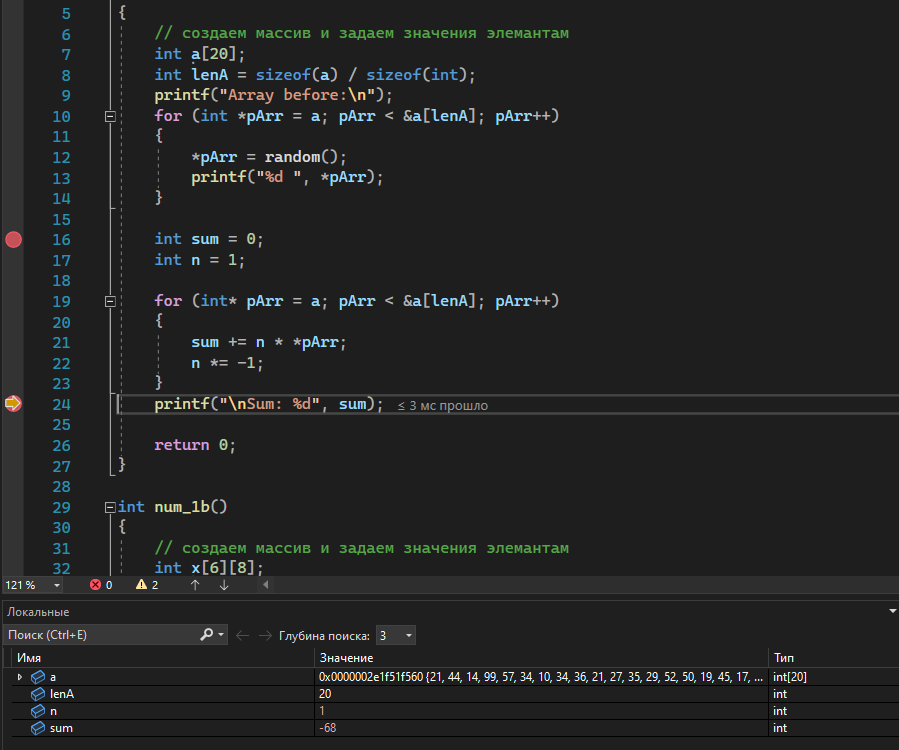 5 {
6 // создаем массив и задаем значения элемантам
7 int a[20];
8 int lenA = sizeof(a) / sizeof(int);
9 printf("Array before:\n");
10 for (int *pArr = a; pArr < &a[lenA]; pArr++)
11 {
12 *pArr = random();
13 printf("%d ", *pArr);
14 }
15
16 int sum = 0;
17 int n = 1;
18
19 for (int* pArr = a; pArr < &a[lenA]; pArr++)
20 {
21 sum += n * *pArr;
22 n *= -1;
23 }
24 printf("\nSum: %d", sum); ≤ 3 мс прошло
25
26 return 0;
27 }
28
29 int num_1b()
30 {
31 // создаем массив и задаем значения элемантам
32 int x[6][8];
121 % 0 2
Локальные
Поиск (Ctrl+E) Глубина поиска: 3
Имя Значение Тип
a 0x0000002e1f51f560 {21, 44, 14, 99, 57, 34, 10, 34, 36, 21, 27, 35, 29, 52, 50, 19, 45, 17, ... int[20]
lenA 20 int
n 1 int
sum -68 int